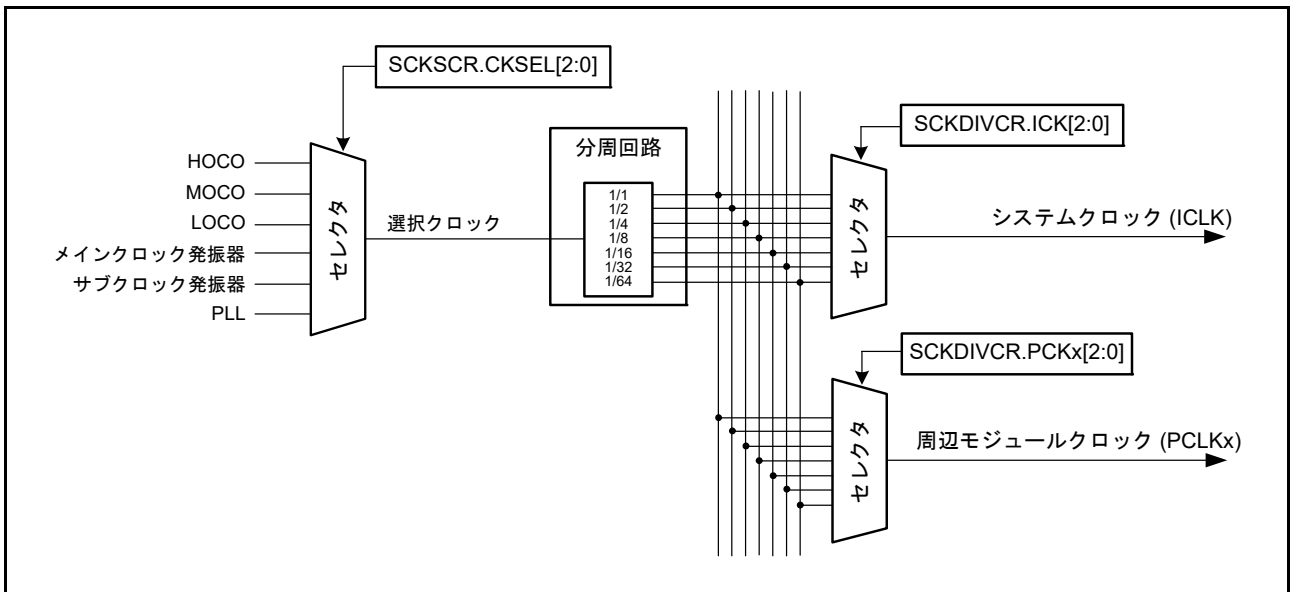 SCKSCR.CKSEL[2:0]
HOCO
MOCO
LOCO
メインクロック発振器
サブクロック発振器
PLL
セレクタ
選択クロック
分周回路
1/1
1/2
1/4
1/8
1/16
1/32
1/64
SCKDIVCR.ICK[2:0]
セレクタ
システムクロック (ICLK)
SCKDIVCR.PCKx[2:0]
セレクタ
周辺モジュールクロック (PCLKx)